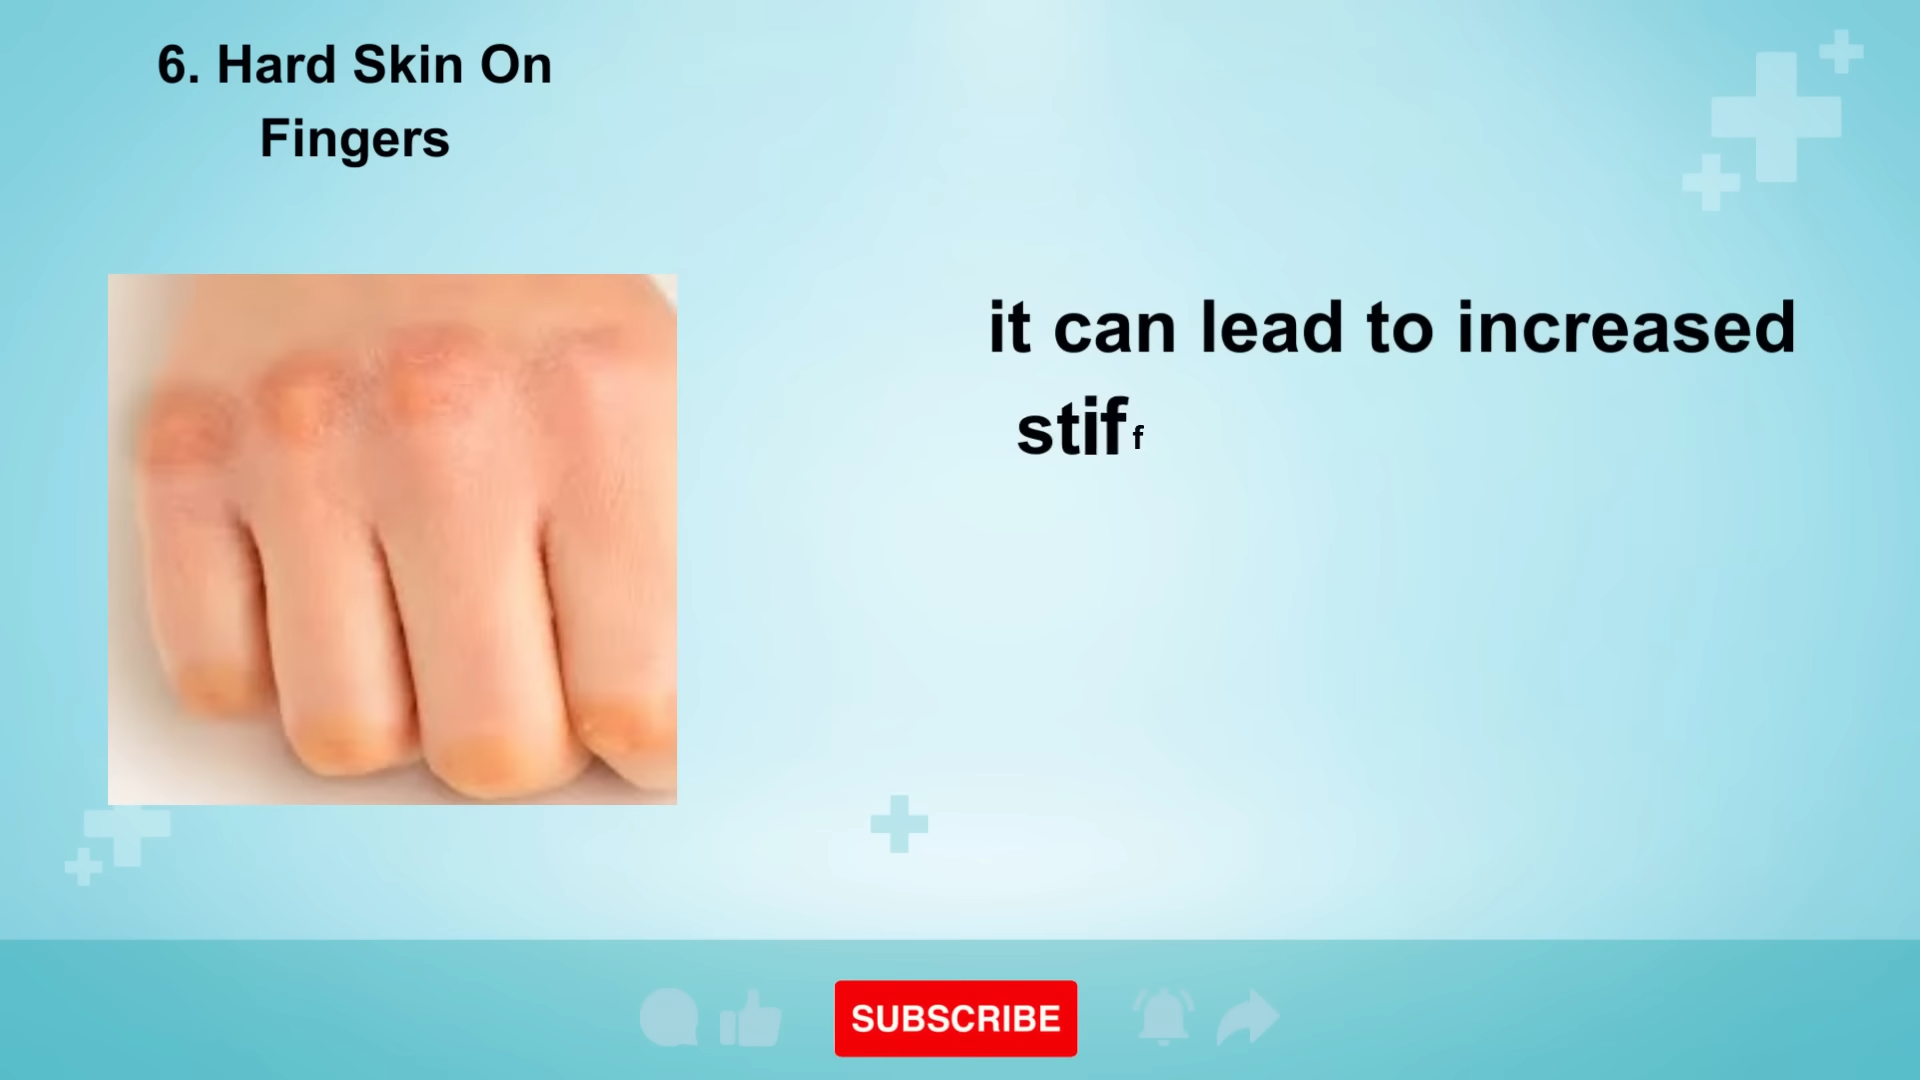 6. Hard Skin On
Fingers
it can lead to increased
stiff
SUBSCRIBE